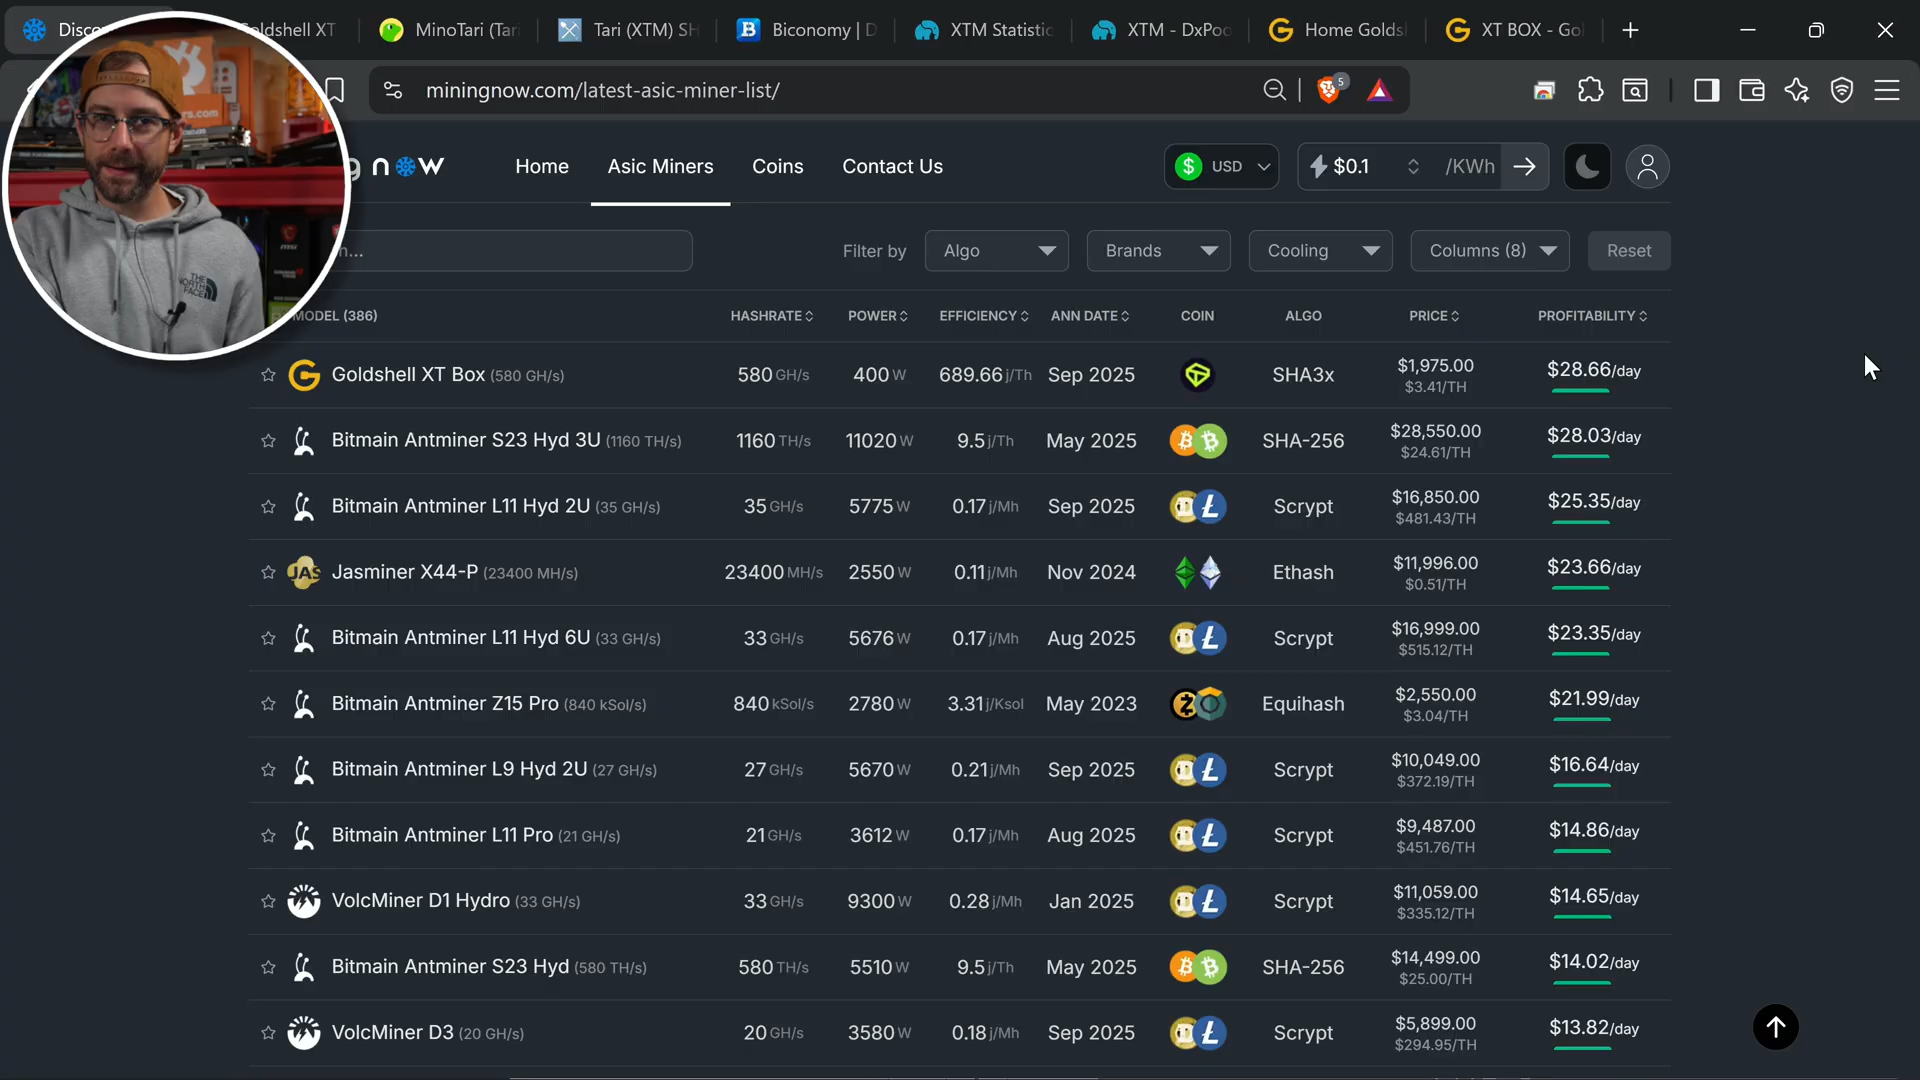 Disco
oldshell XT
MinoTari (Tari
Tari (XTM) SH
Biconomy | D
XTM Statistic
XTM - DxPoo
Home Golds
XT BOX - Gol
miningnow.com/latest-asic-miner-list/
5
g now
Home
Asic Miners
Coins
Contact Us
USD
$0.1
/KWh
n...
Filter by
Algo
Brands
Cooling
Columns (8)
Reset
MODEL (386)
HASHRATE
POWER
EFFICIENCY
ANN DATE
COIN
ALGO
PRICE
PROFITABILITY
Goldshell XT Box (580 GH/s) 580 GH/s 400 W 689.66 j/Th Sep 2025 SHA3x $1,975.00 $28.66/day
$3.41/TH
Bitmain Antminer S23 Hyd 3U (1160 TH/s) 1160 TH/s 11020 W 9.5 j/Th May 2025 SHA-256 $28,550.00 $28.03/day
$24.61/TH
Bitmain Antminer L11 Hyd 2U (35 GH/s) 35 GH/s 5775 W 0.17 j/Mh Sep 2025 Scrypt $16,850.00 $25.35/day
$481.43/TH
JAS Jasminer X44-P (23400 MH/s) 23400 MH/s 2550 W 0.11 j/Mh Nov 2024 Ethash $11,996.00 $23.66/day
$0.51/TH
Bitmain Antminer L11 Hyd 6U (33 GH/s) 33 GH/s 5676 W 0.17 j/Mh Aug 2025 Scrypt $16,999.00 $23.35/day
$515.12/TH
Bitmain Antminer Z15 Pro (840 kSol/s) 840 kSol/s 2780 W 3.31 j/Ksol May 2023 Equihash $2,550.00 $21.99/day
$3.04/TH
Bitmain Antminer L9 Hyd 2U (27 GH/s) 27 GH/s 5670 W 0.21 j/Mh Sep 2025 Scrypt $10,049.00 $16.64/day
$372.19/TH
Bitmain Antminer L11 Pro (21 GH/s) 21 GH/s 3612 W 0.17 j/Mh Aug 2025 Scrypt $9,487.00 $14.86/day
$451.76/TH
VolcMiner D1 Hydro (33 GH/s) 33 GH/s 9300 W 0.28 j/Mh Jan 2025 Scrypt $11,059.00 $14.65/day
$335.12/TH
Bitmain Antminer S23 Hyd (580 TH/s) 580 TH/s 5510 W 9.5 j/Th May 2025 SHA-256 $14,499.00 $14.02/day
$25.00/TH
VolcMiner D3 (20 GH/s) 20 GH/s 3580 W 0.18 j/Mh Sep 2025 Scrypt $5,899.00 $13.82/day
$294.95/TH
THE
NORTH
FACE
msi
rs.com